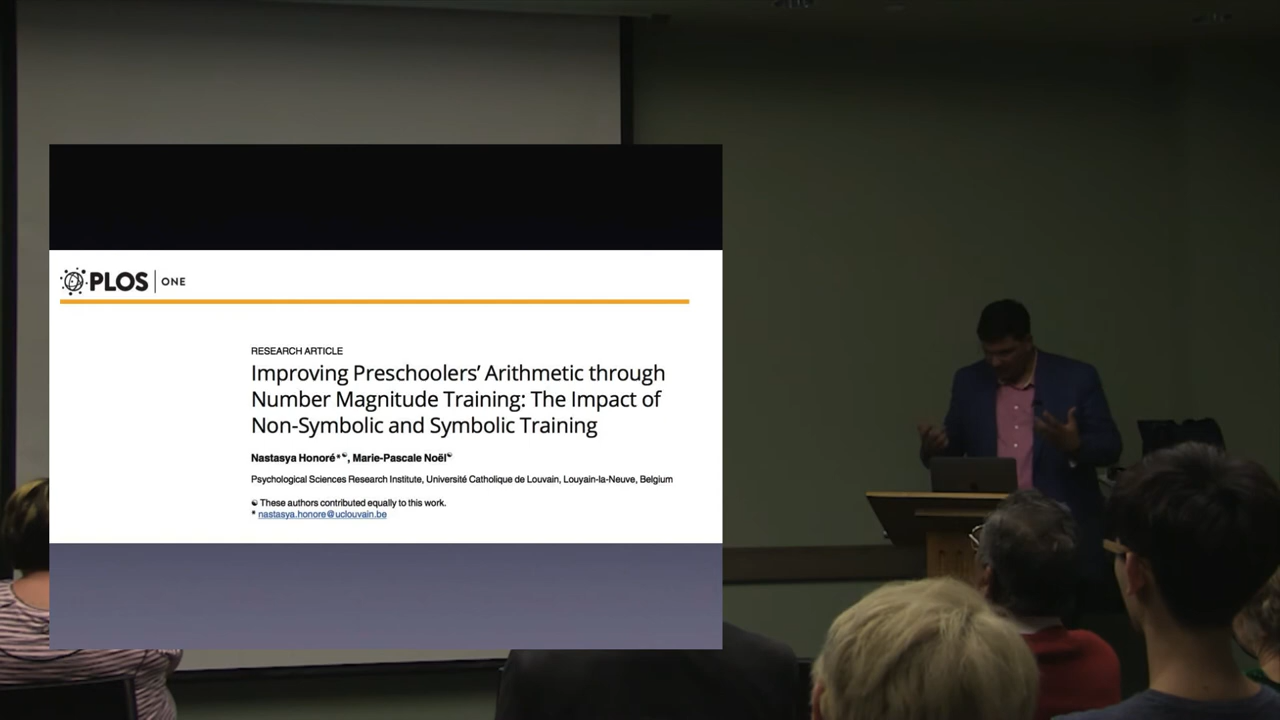 PLOS ONE
RESEARCH ARTICLE
Improving Preschoolers’ Arithmetic through
Number Magnitude Training: The Impact of
Non-Symbolic and Symbolic Training
Nastasya Honoré*☯, Marie-Pascale Noël☯
Psychological Sciences Research Institute, Université Catholique de Louvain, Louvain-la-Neuve, Belgium
☯ These authors contributed equally to this work.
* nastasya.honore@uclouvain.be